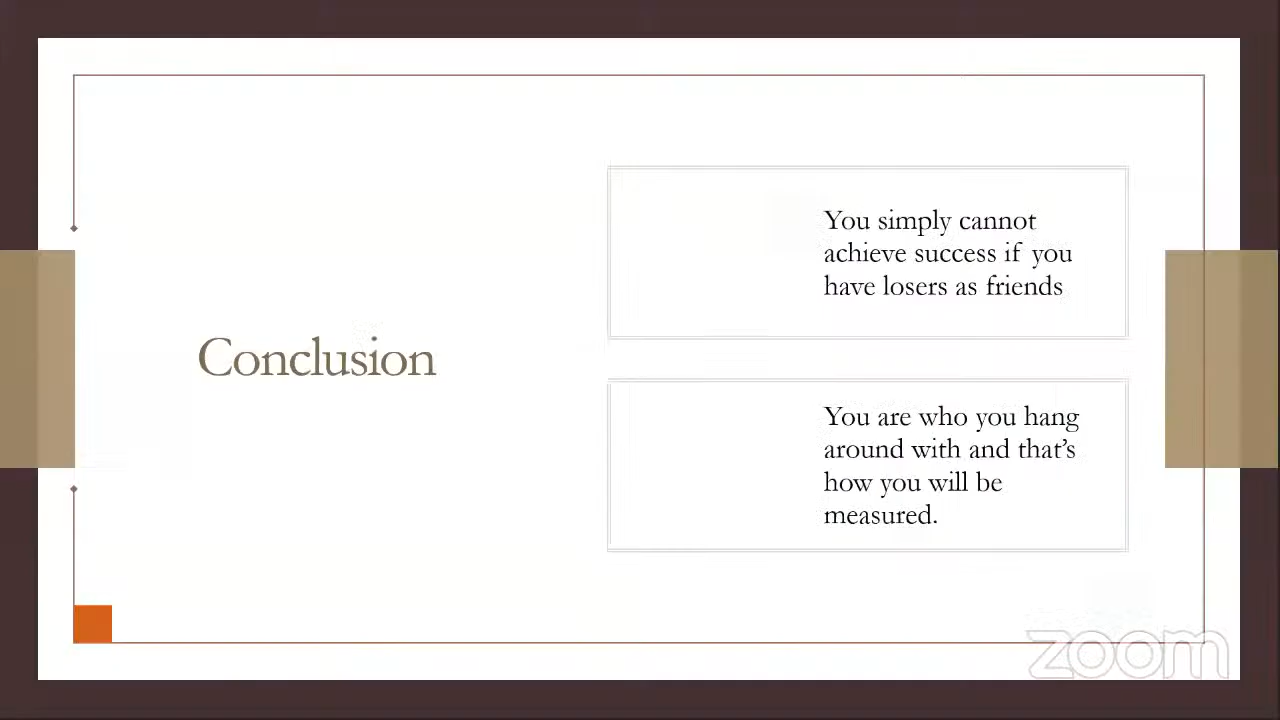 Conclusion
You simply cannot
achieve success if you
have losers as friends
You are who you hang
around with and that’s
how you will be
measured.
zoom